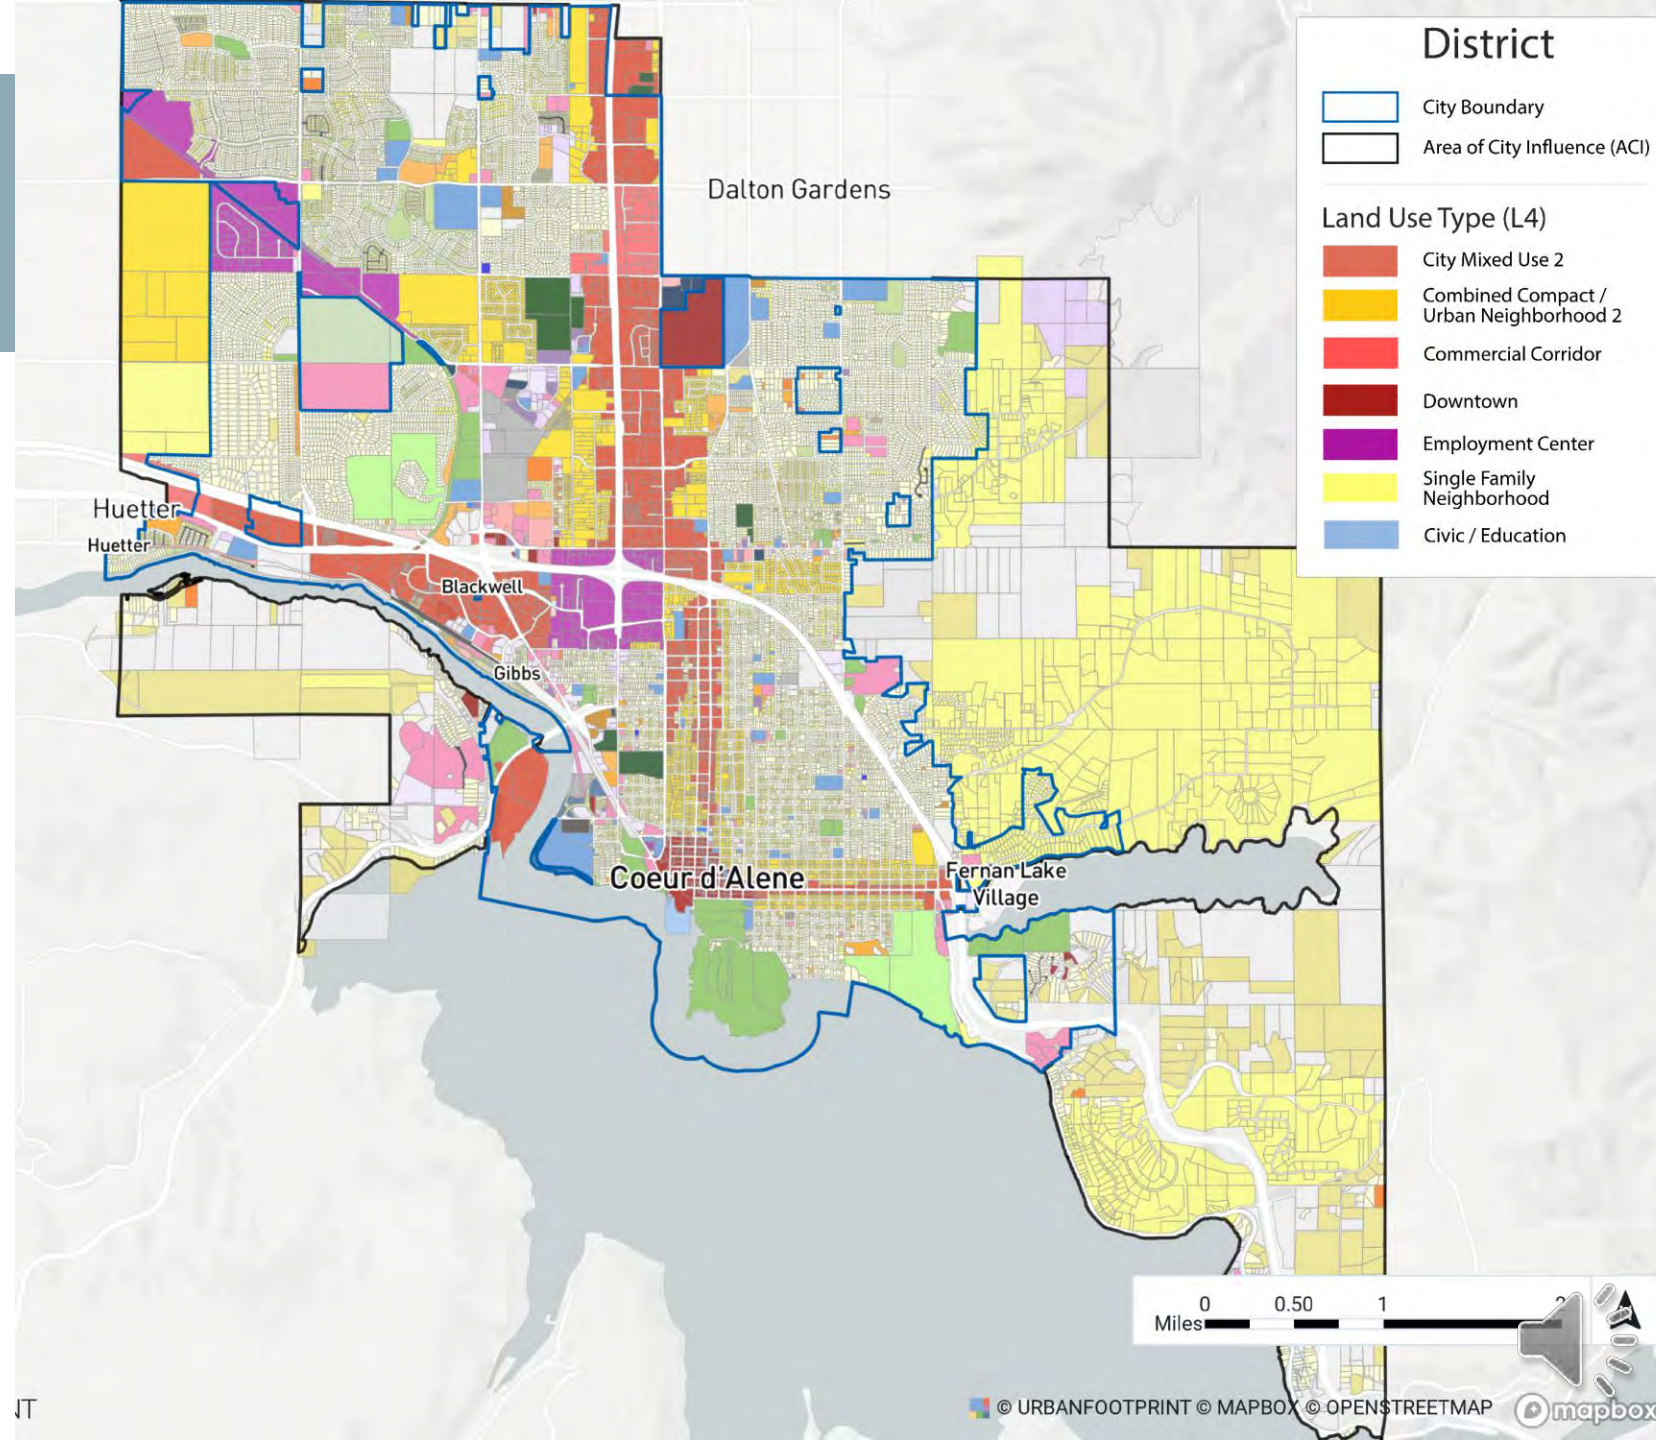 District
City Boundary
Area of City Influence (ACI)
Land Use Type (L4)
City Mixed Use 2
Combined Compact /
Urban Neighborhood 2
Commercial Corridor
Downtown
Employment Center
Single Family
Neighborhood
Civic / Education
Dalton Gardens
Huetter
Huetter
Blackwell
Gibbs
Coeur d'Alene
Fernan Lake
Village
0 0.50 1 2
Miles
© URBANFOOTPRINT © MAPBOX © OPENSTREETMAP
mapbox